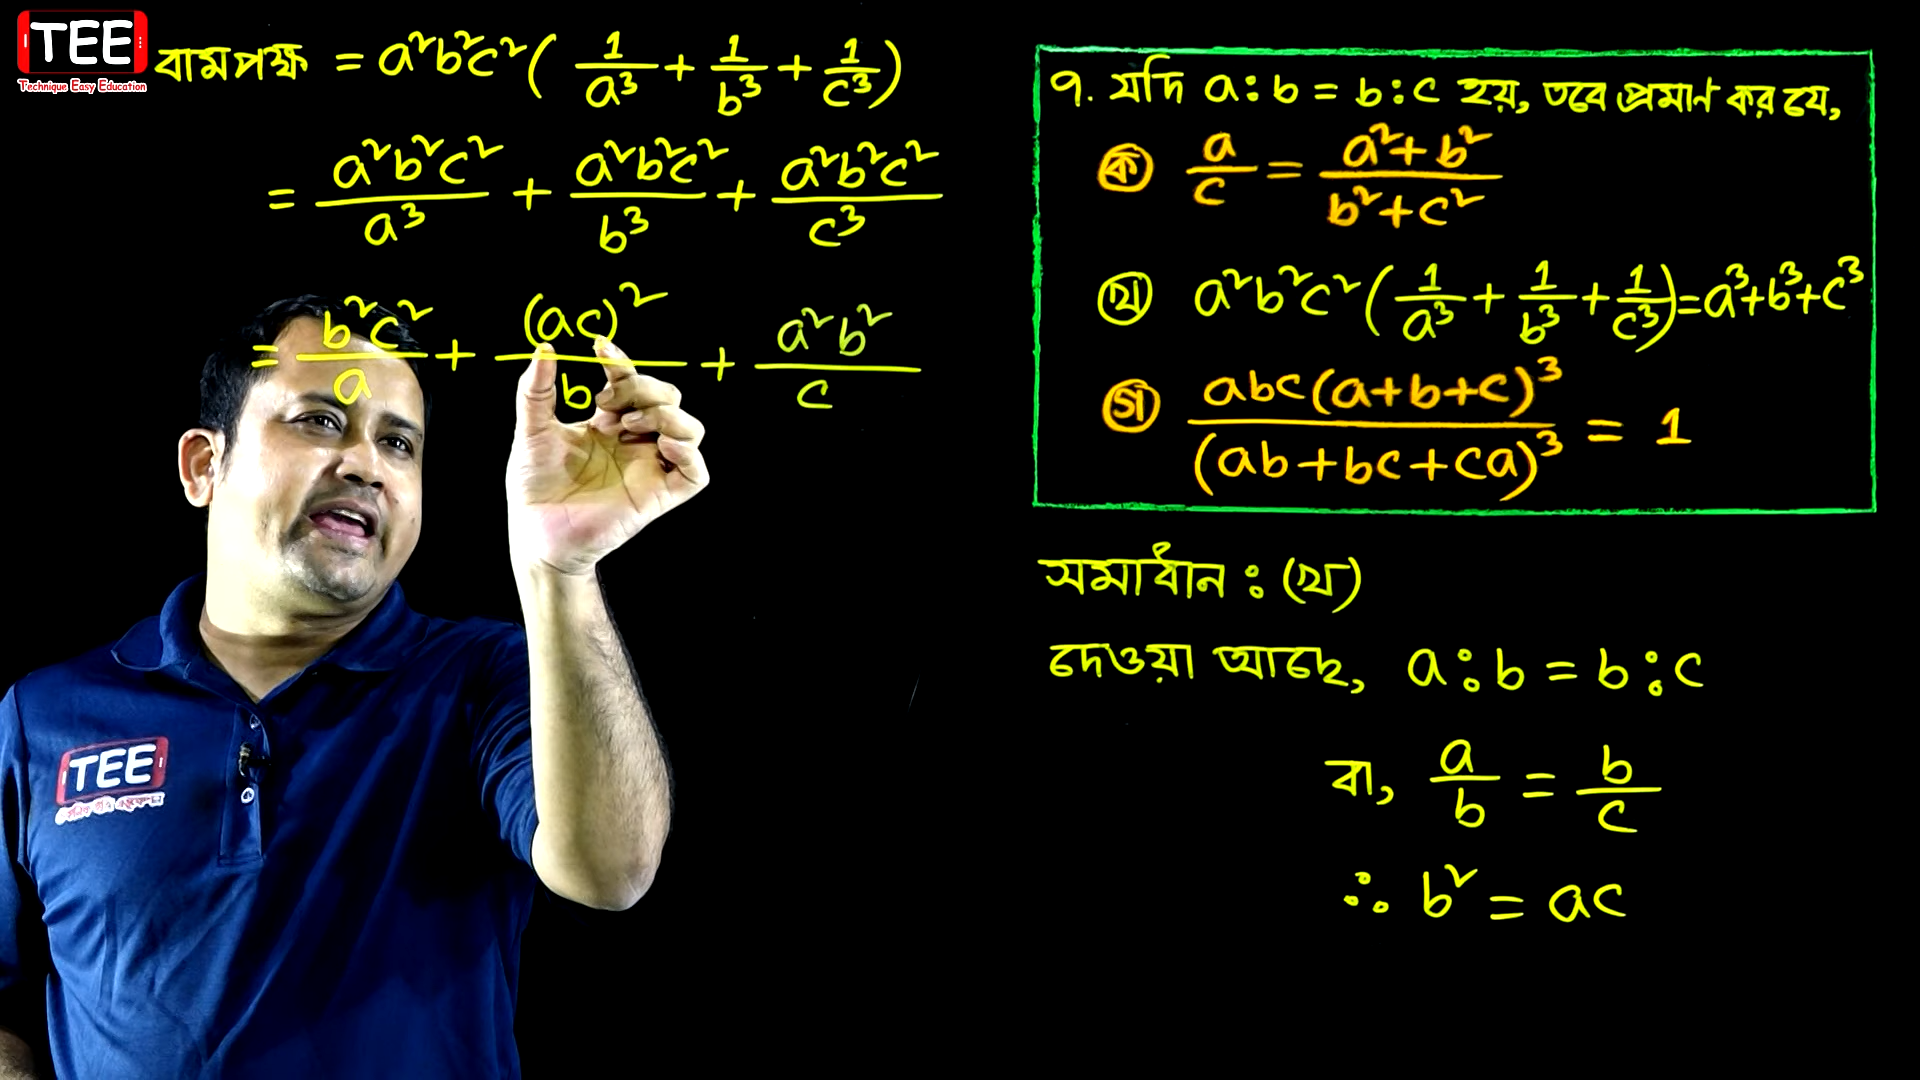 TEE
Technique Easy Education
বামপক্ষ = a²b²c² ( 1/a³ + 1/b³ + 1/c³ )
= a²b²c²/a³ + a²b²c²/b³ + a²b²c²/c³
= b²c²/a + (ac)²/b + a²b²/c
৭. যদি a : b = b : c হয়, তবে প্রমাণ কর যে,
(ক) a/c = (a² + b²)/(b² + c²)
(খ) a²b²c² ( 1/a³ + 1/b³ + 1/c³ ) = a³ + b³ + c³
(গ) abc(a+b+c)³/(ab+bc+ca)³ = 1
সমাধান : (খ)
দেওয়া আছে, a : b = b : c
বা, a/b = b/c
∴ b² = ac
TEE